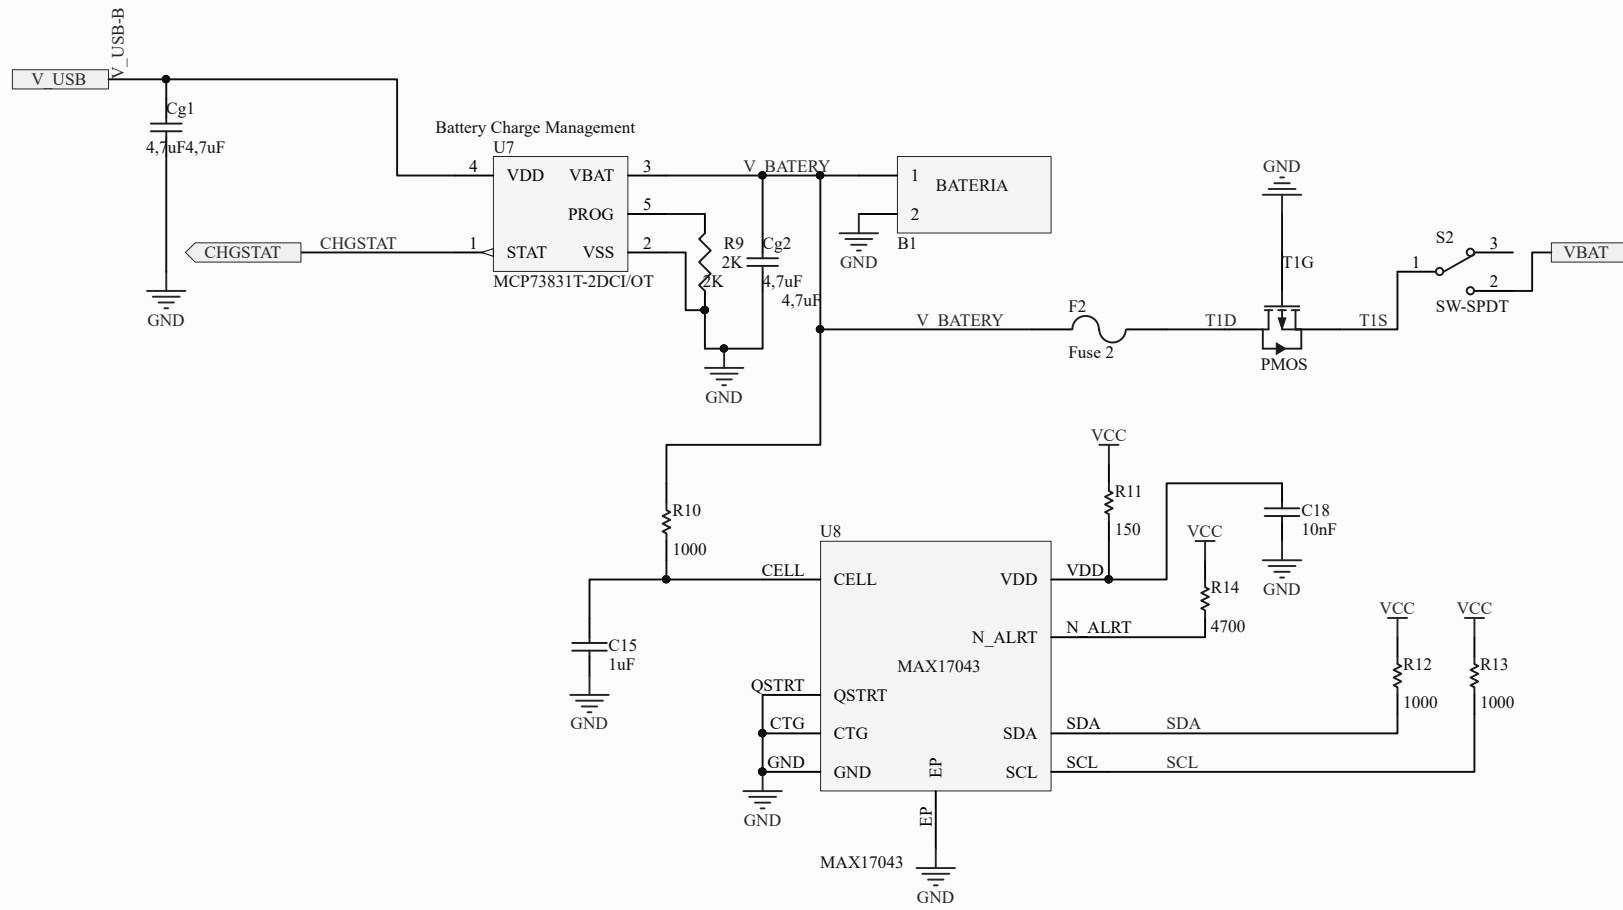 V_USB-B
V_USB
Cg1
4,7uF4,7uF
GND
CHGSTAT
CHGSTAT
Battery Charge Management
U7
4 VDD VBAT 3
PROG 5
1 STAT VSS 2
MCP73831T-2DCI/OT
V_BATERY
R9
2K
2K
Cg2
4,7uF
4,7uF
GND
1 BATERIA
2
B1
GND
V_BATERY
F2
Fuse 2
T1D
GND
T1G
T1S
PMOS
S2
1
3
2
SW-SPDT
VBAT
R10
1000
C15
1uF
GND
U8
CELL CELL VDD VDD
N_ALRT N_ALRT
MAX17043
QSTRT QSTRT
CTG CTG SDA SDA SDA
GND GND SCL SCL SCL
EP
EP
GND
MAX17043
GND
VCC
R11
150
C18
10nF
GND
VCC
R14
4700
VCC
R12
1000
VCC
R13
1000